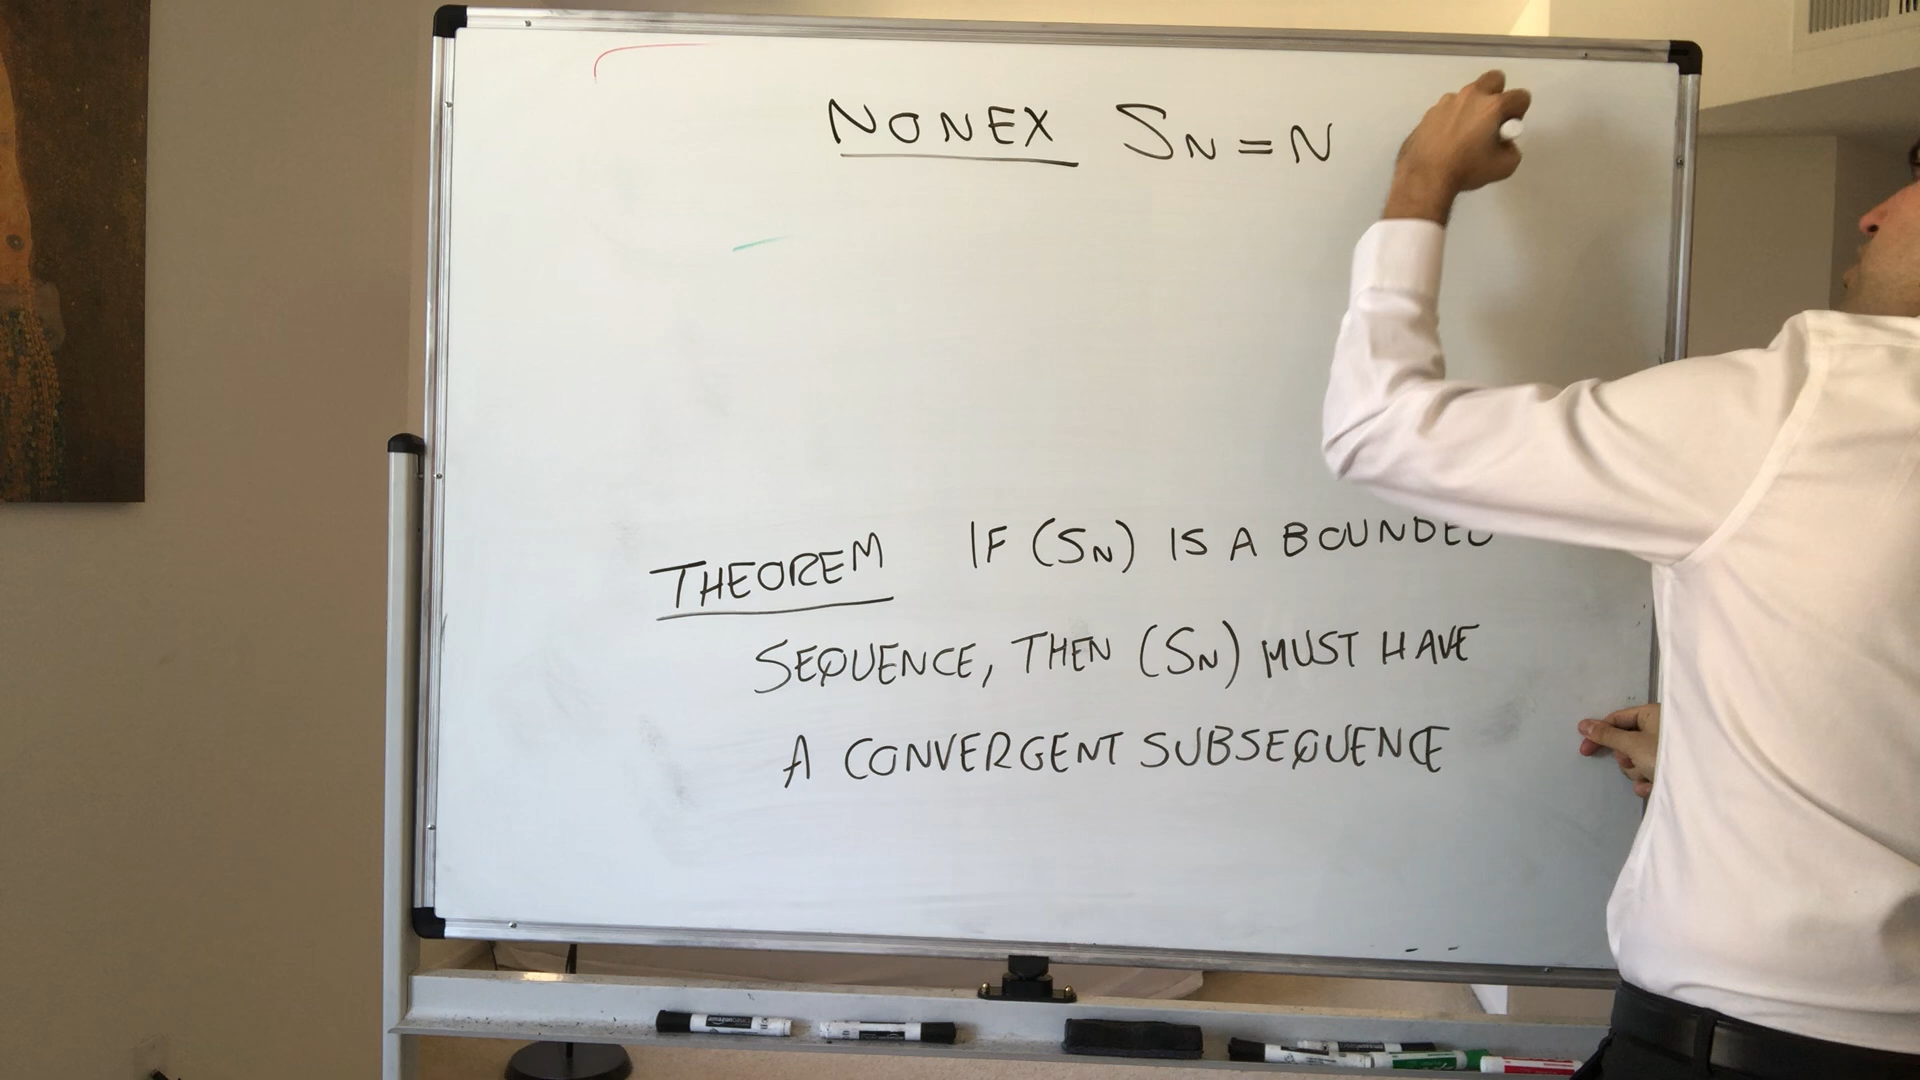 NONEX SN = N
THEOREM IF (SN) IS A BOUNDED
SEQUENCE, THEN (SN) MUST HAVE
A CONVERGENT SUBSEQUENCE